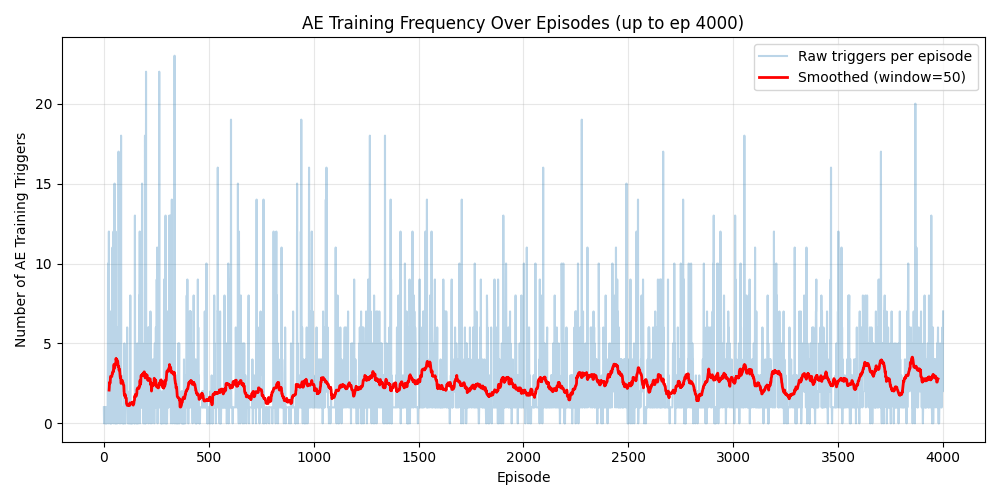 AE Training Frequency Over Episodes (up to ep 4000)
Raw triggers per episode
Smoothed (window=50)
Number of AE Training Triggers
20
15
10
5
0
0 500 1000 1500 2000 2500 3000 3500 4000
Episode